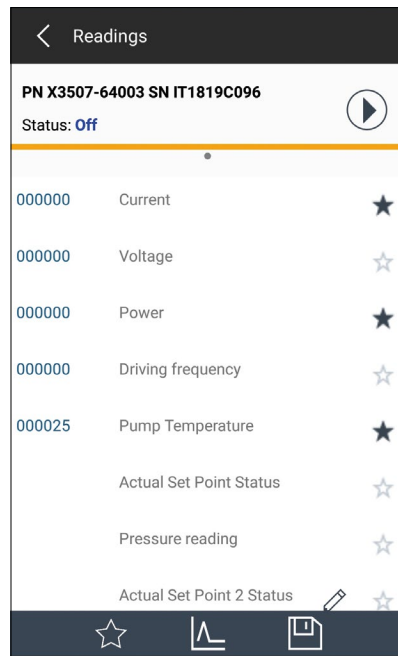 Readings
PN X3507-64003 SN IT1819C096
Status: Off
000000 Current
000000 Voltage
000000 Power
000000 Driving frequency
000025 Pump Temperature
Actual Set Point Status
Pressure reading
Actual Set Point 2 Status